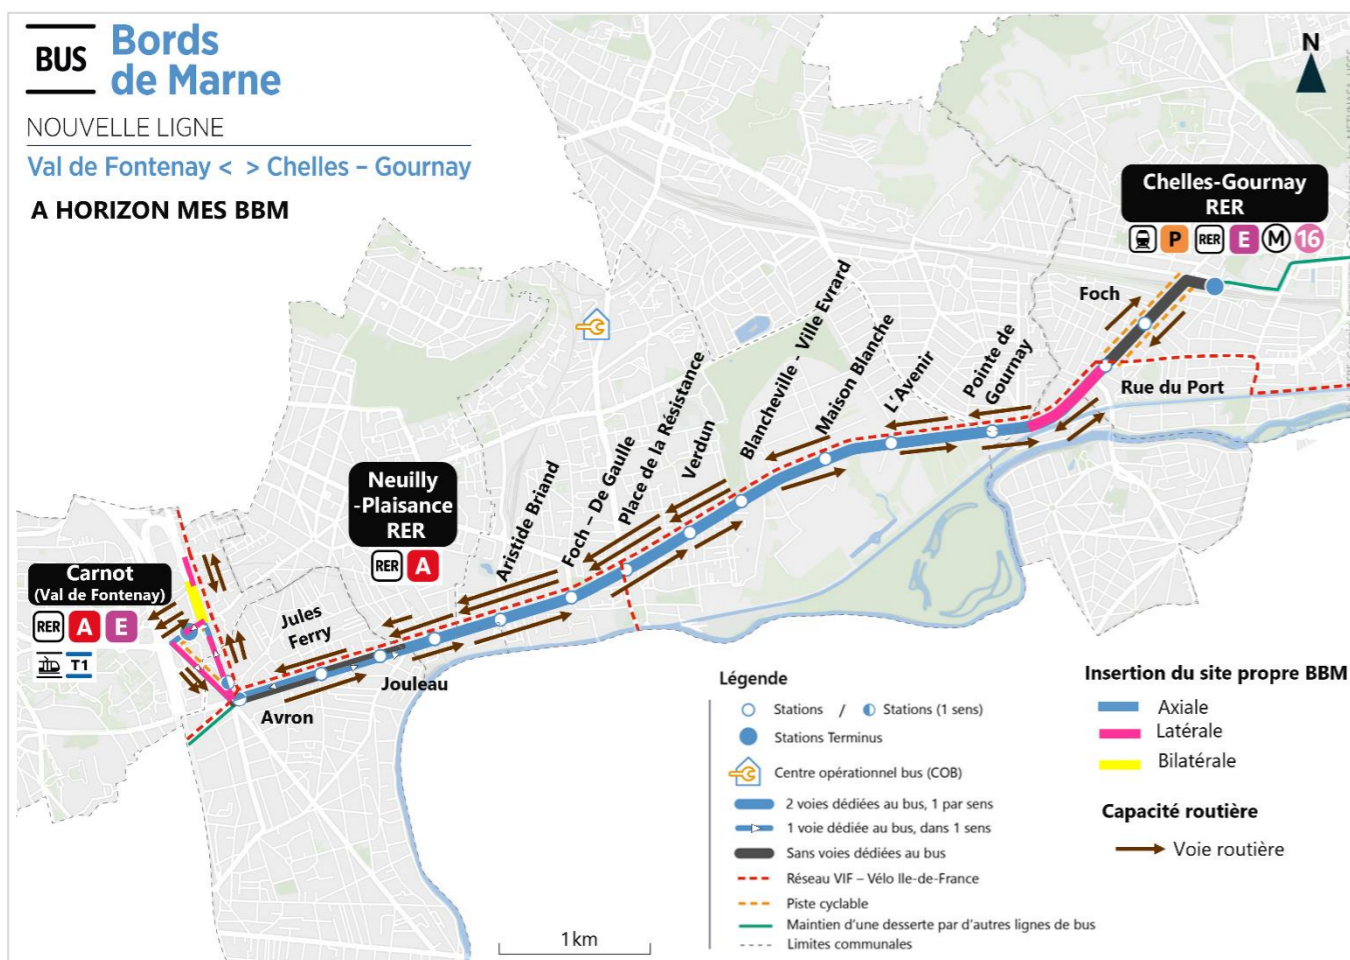 BUS
Bords
de Marne
NOUVELLE LIGNE
Val de Fontenay < > Chelles – Gournay
A HORIZON MES BBM
N
Chelles-Gournay
RER
P RER E M 16
Foch
Rue du Port
Pointe de
Gournay
L'Avenir
Maison Blanche
Blancheville - Ville Evrard
Verdun
Place de la Résistance
Foch – De Gaulle
Aristide Briand
Neuilly
-Plaisance
RER
RER A
Jouleau
Jules
Ferry
Avron
Carnot
(Val de Fontenay)
RER A E
T1
1km
Légende
Stations / Stations (1 sens)
Stations Terminus
Centre opérationnel bus (COB)
2 voies dédiées au bus, 1 par sens
1 voie dédiée au bus, dans 1 sens
Sans voies dédiées au bus
Réseau VIF – Vélo Ile-de-France
Piste cyclable
Maintien d'une desserte par d'autres lignes de bus
Limites communales
Insertion du site propre BBM
Axiale
Latérale
Bilatérale
Capacité routière
Voie routière